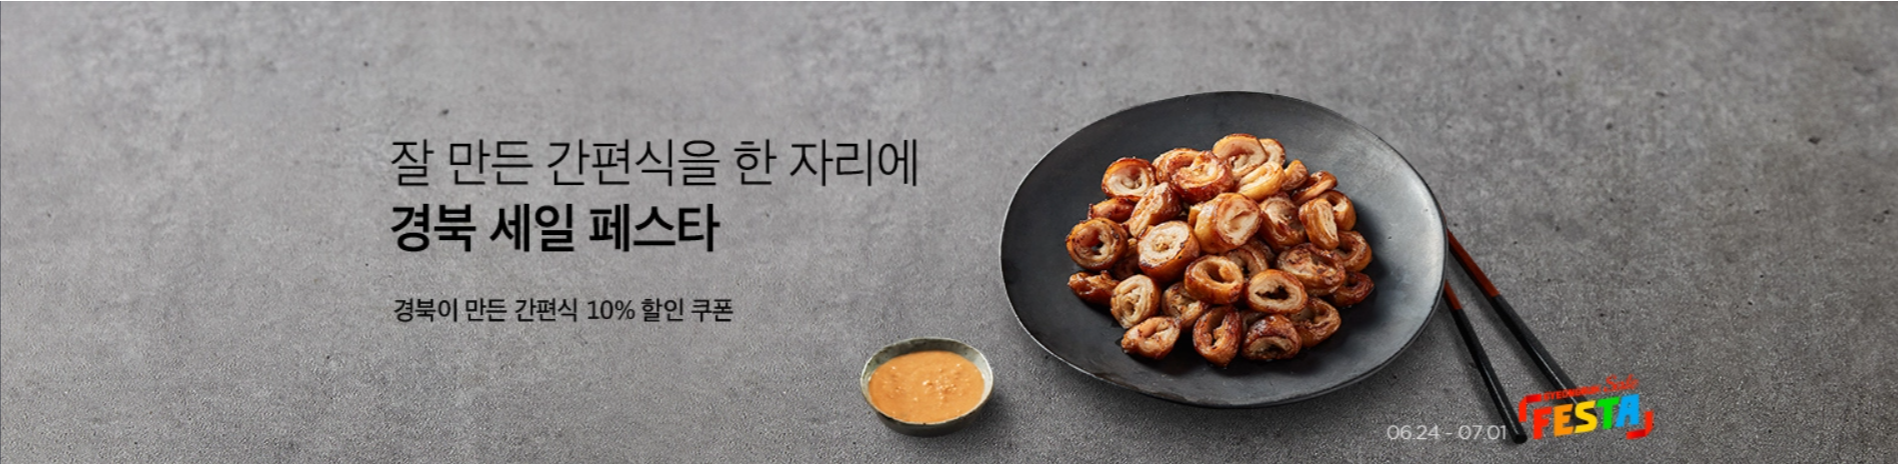 잘 만든 간편식을 한 자리에
경북 세일 페스타
경북이 만든 간편식 10% 할인 쿠폰
06.24 - 07.01
Sale
FESTA